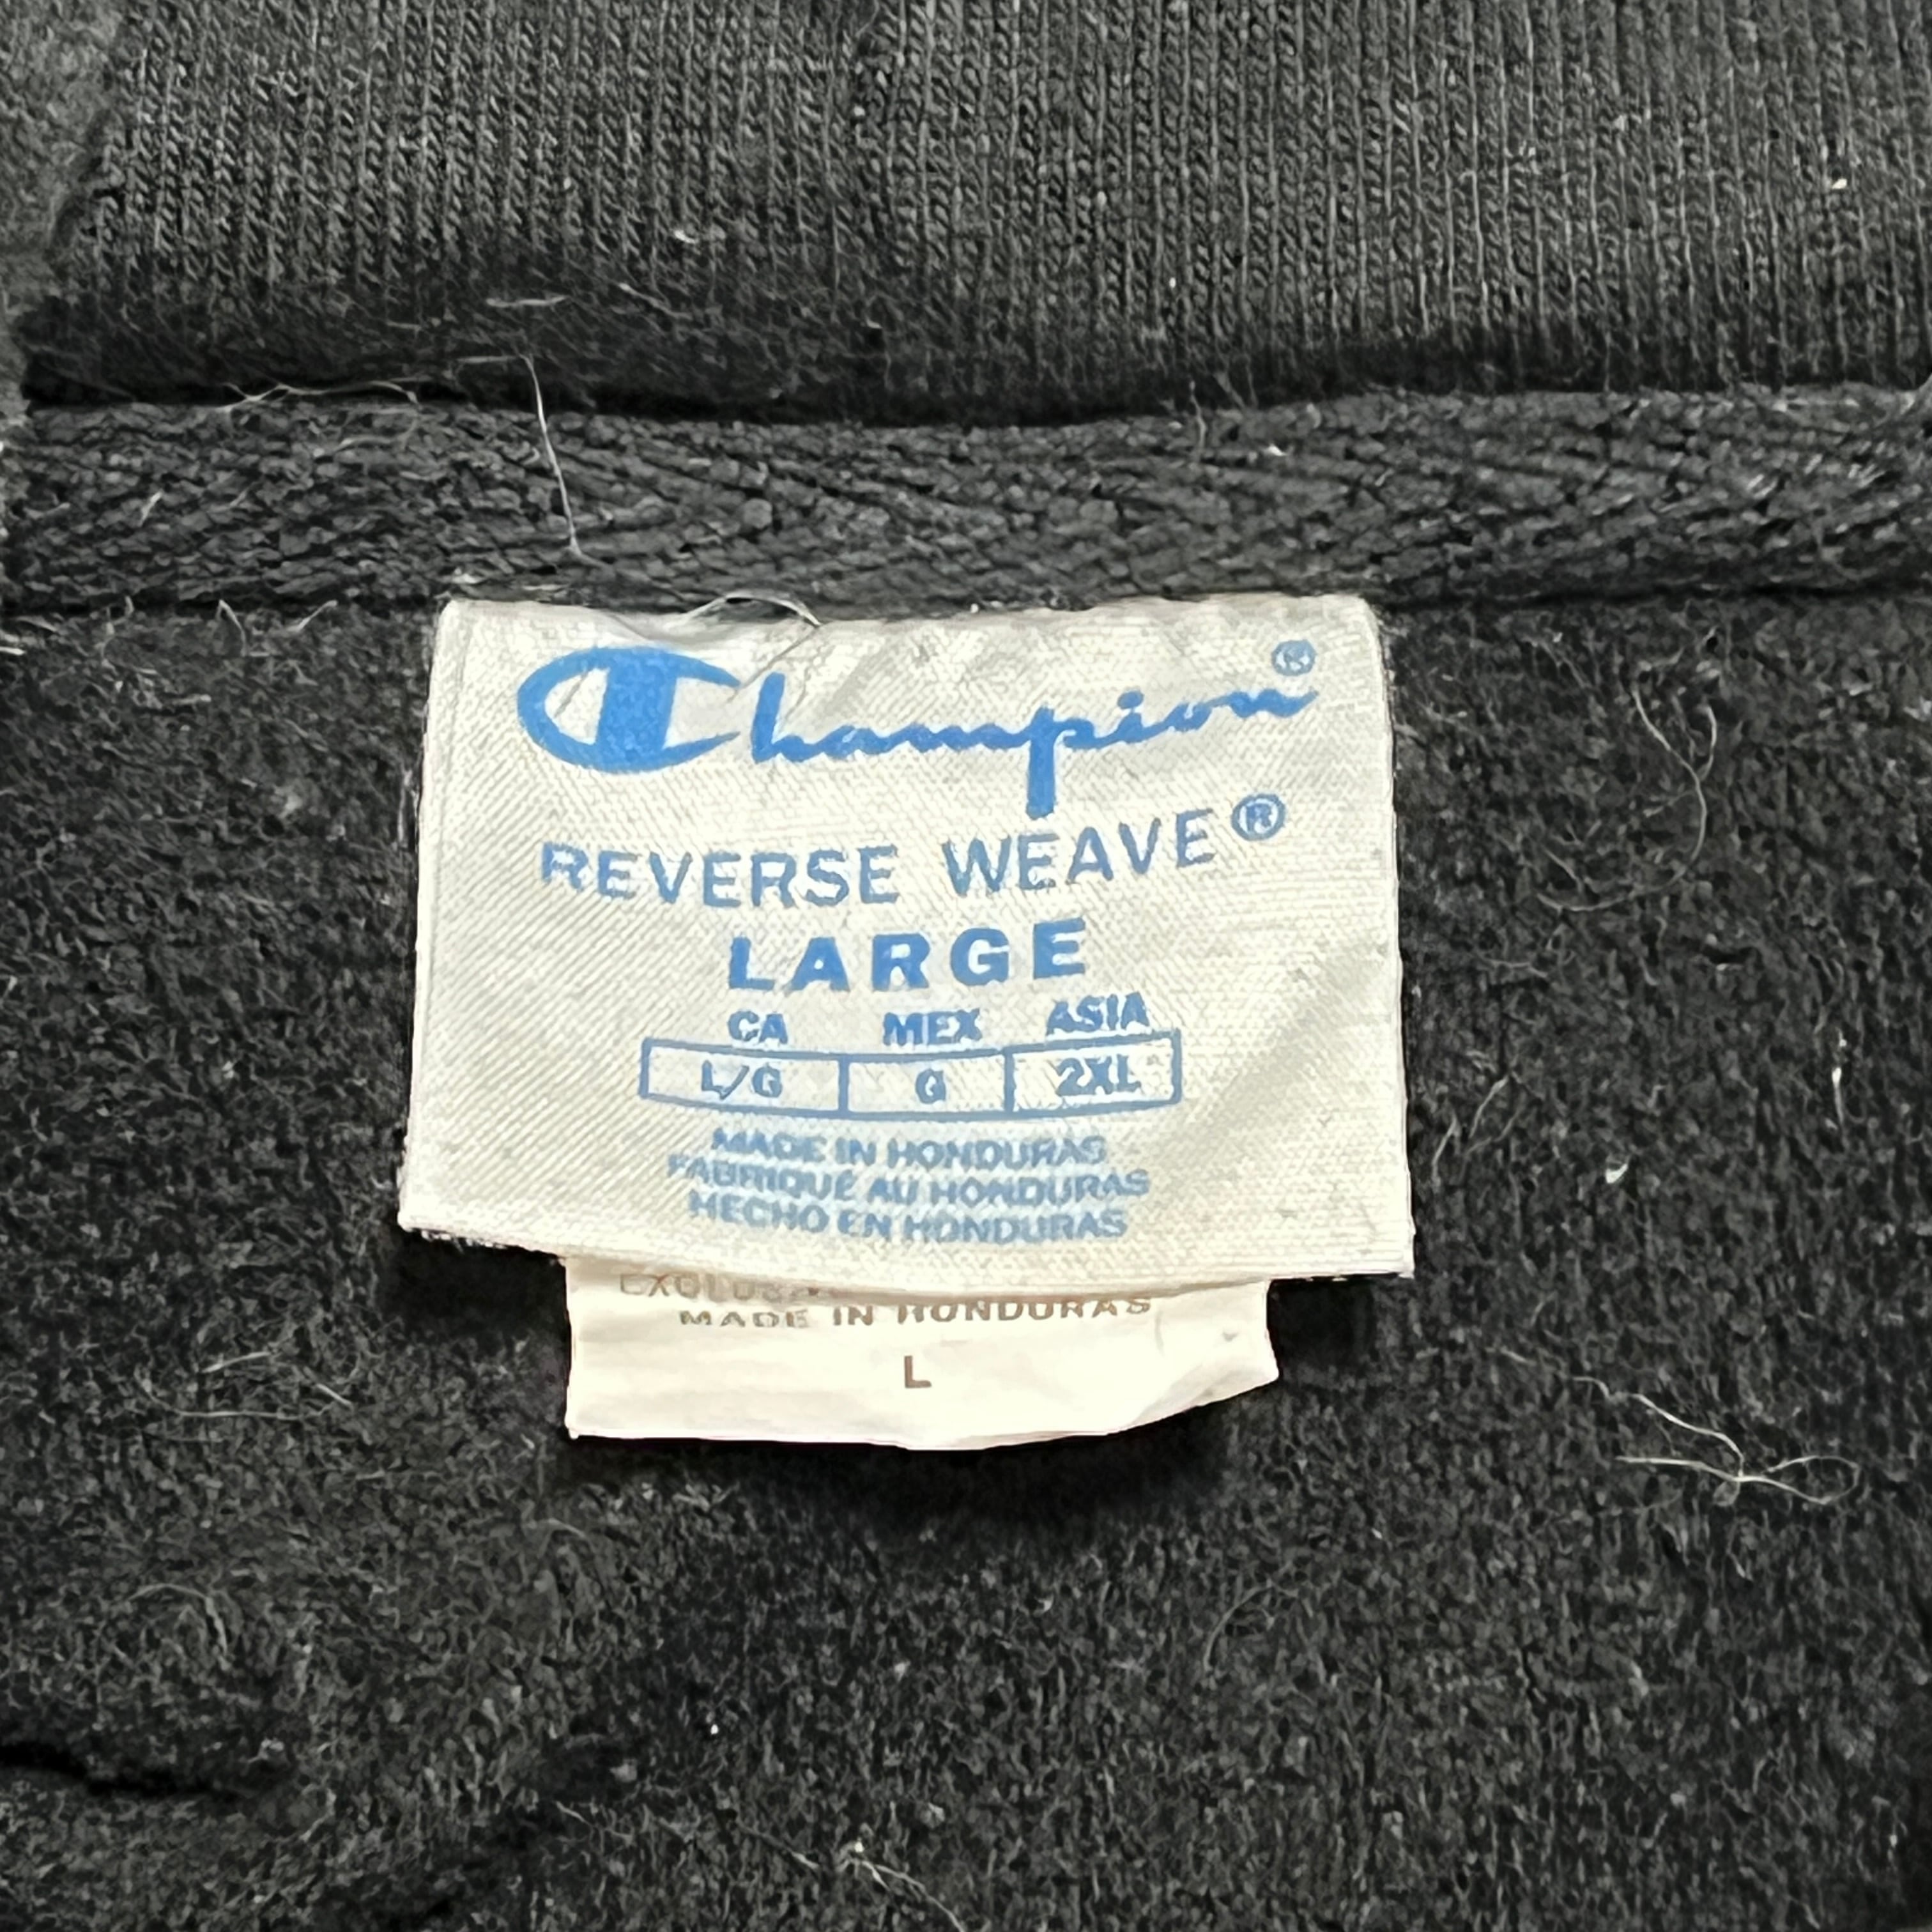 Champion®
REVERSE WEAVE®
LARGE
CA MEX ASIA
L/G G 2XL
MADE IN HONDURAS
FABRIQUÉ AU HONDURAS
HECHO EN HONDURAS
MADE IN HONDURAS
L